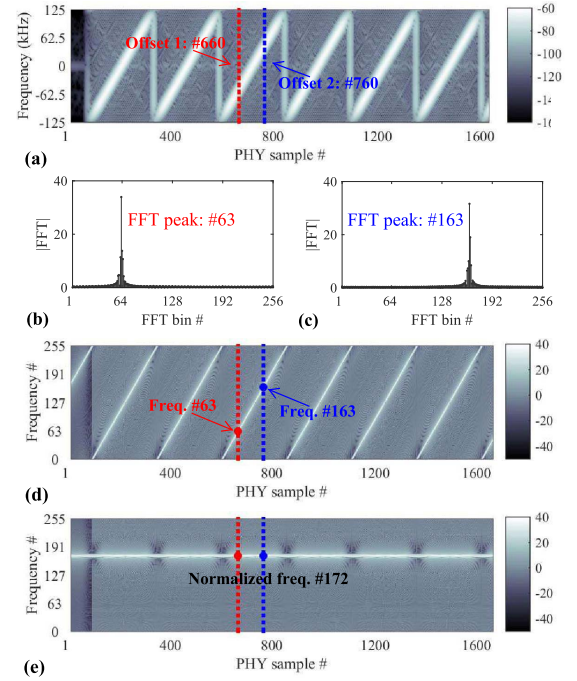 125
62.5
0
-62.5
-125
Frequency (kHz)
Offset 1: #660
Offset 2: #760
400
800
1200
1600
PHY sample #
-60
-80
-100
-120
-140
-16
(a)
40
20
0
|FFT|
FFT peak: #63
1
64
128
192
256
FFT bin #
(b)
40
20
0
|FFT|
FFT peak: #163
1
64
128
192
256
FFT bin #
(c)
255
191
127
63
0
Frequency #
Freq. #63
Freq. #163
1
400
800
1200
1600
PHY sample #
40
20
0
-20
-40
(d)
255
191
127
63
0
Frequency #
Normalized freq. #172
1
400
800
1200
1600
PHY sample #
40
20
0
-20
-40
(e)